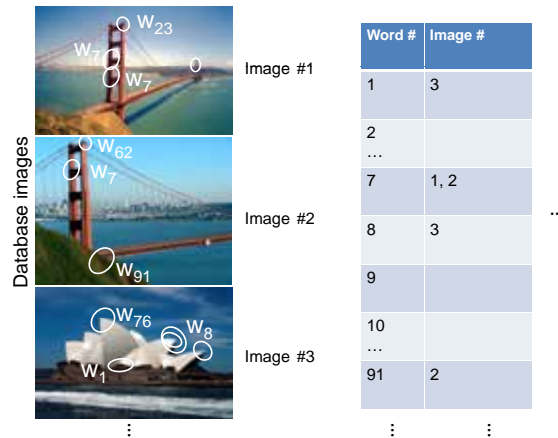 Database images
W23
W7
W7
Image #1
W62
W7
W91
Image #2
W76
W8
W1
Image #3
...
Word # Image #
1 3
2
...
7 1, 2
8 3
9
10
...
91 2
... ...
...